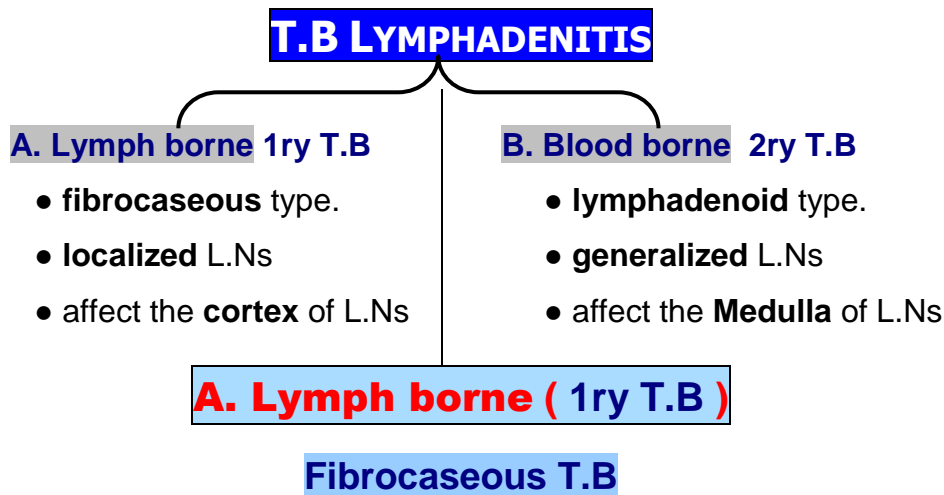 T.B LYMPHADENITIS
A. Lymph borne 1ry T.B
● fibrocaseous type.
● localized L.Ns
● affect the cortex of L.Ns
B. Blood borne 2ry T.B
● lymphadenoid type.
● generalized L.Ns
● affect the Medulla of L.Ns
A. Lymph borne ( 1ry T.B )
Fibrocaseous T.B